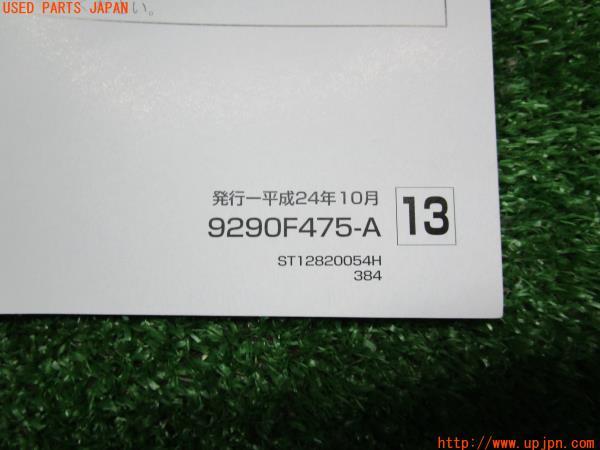 USED PARTS JAPAN
い。
発行ー平成24年10月
9290F475-A
13
ST12820054H
384
http://www.upjpn.com/